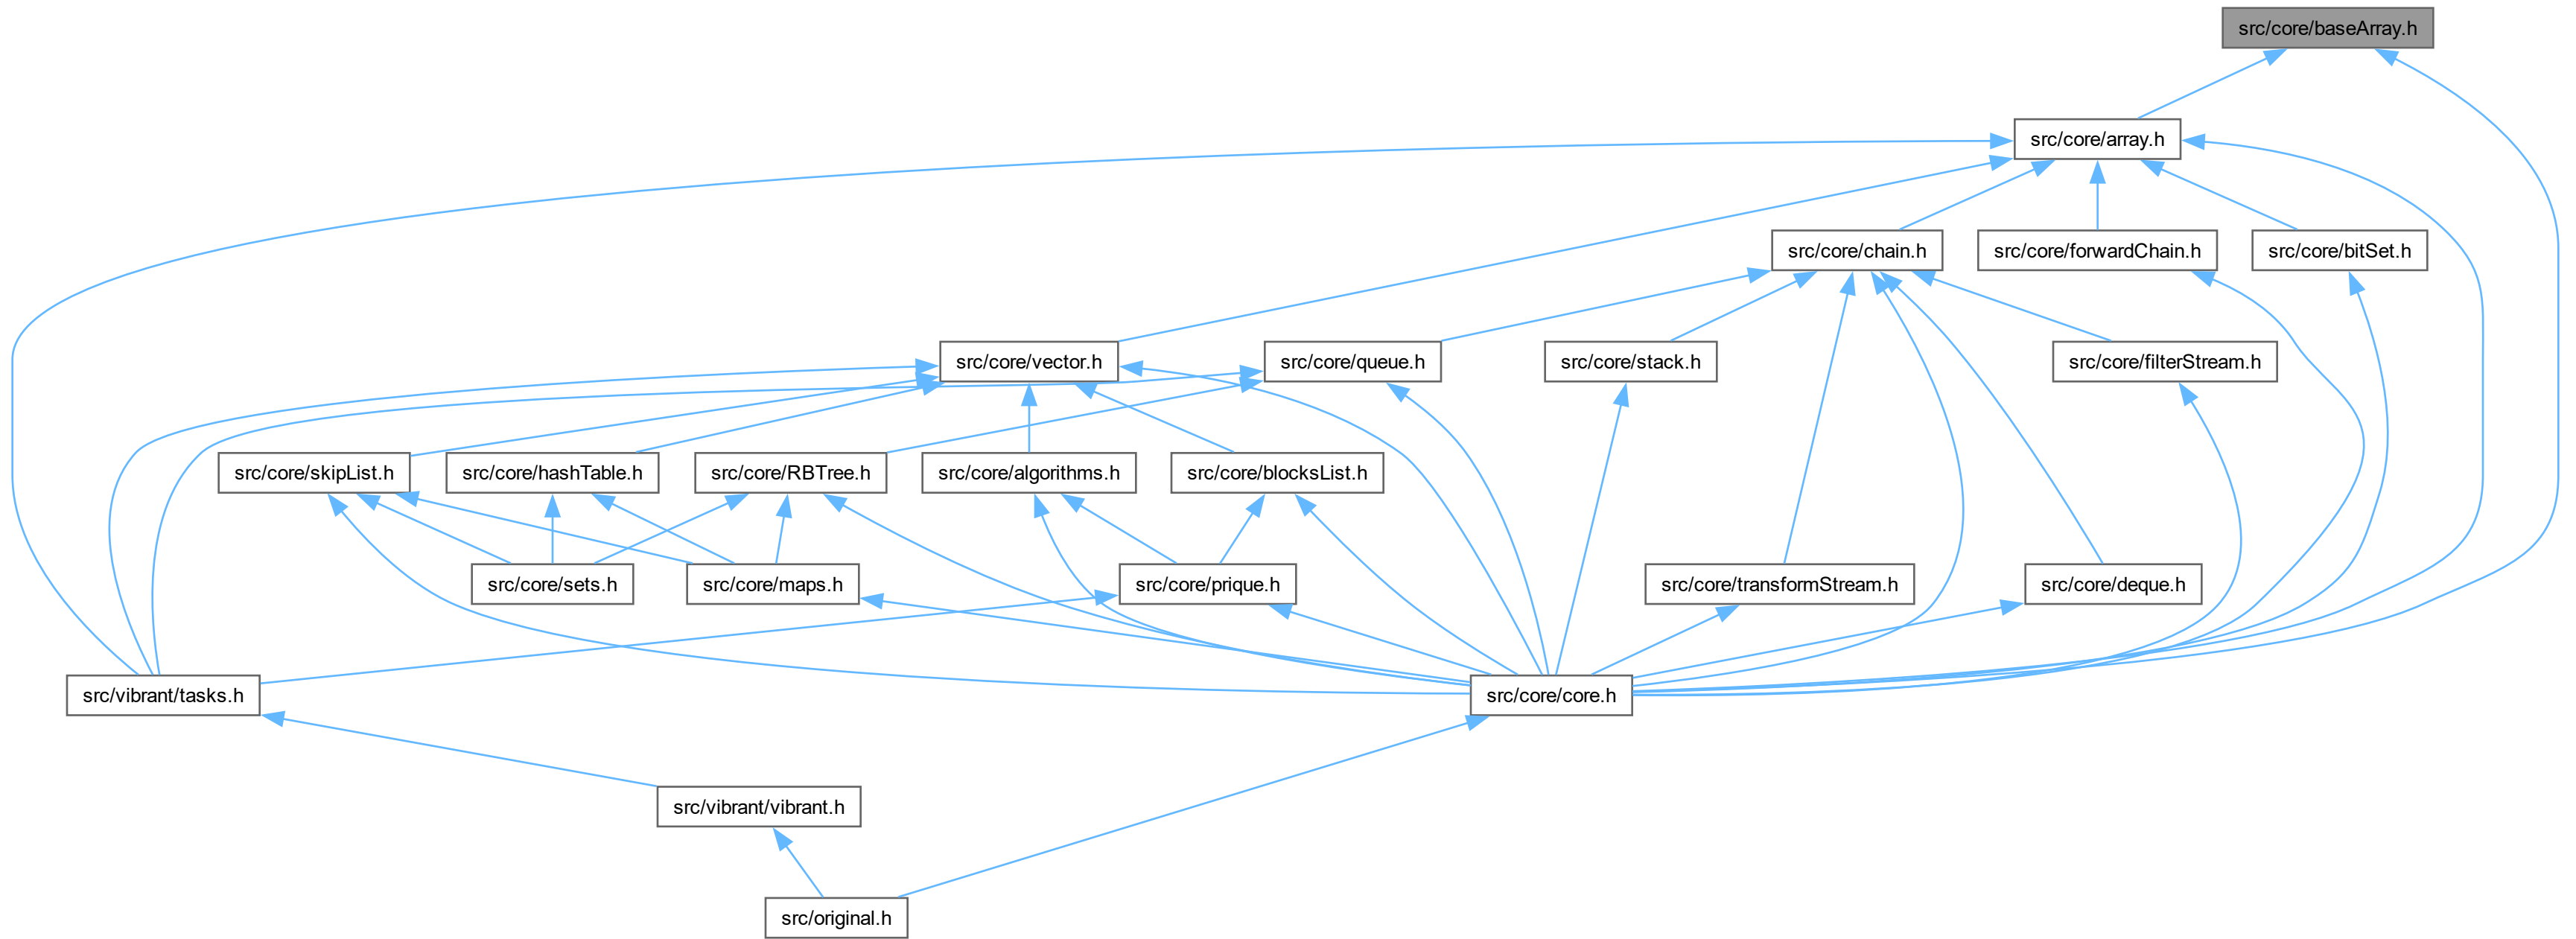 src/core/baseArray.h
src/core/array.h
src/core/chain.h
src/core/forwardChain.h
src/core/bitSet.h
src/core/vector.h
src/core/queue.h
src/core/stack.h
src/core/filterStream.h
src/core/skipList.h
src/core/hashTable.h
src/core/RBTree.h
src/core/algorithms.h
src/core/blocksList.h
src/core/sets.h
src/core/maps.h
src/core/prique.h
src/core/transformStream.h
src/core/deque.h
src/vibrant/tasks.h
src/core/core.h
src/vibrant/vibrant.h
src/original.h